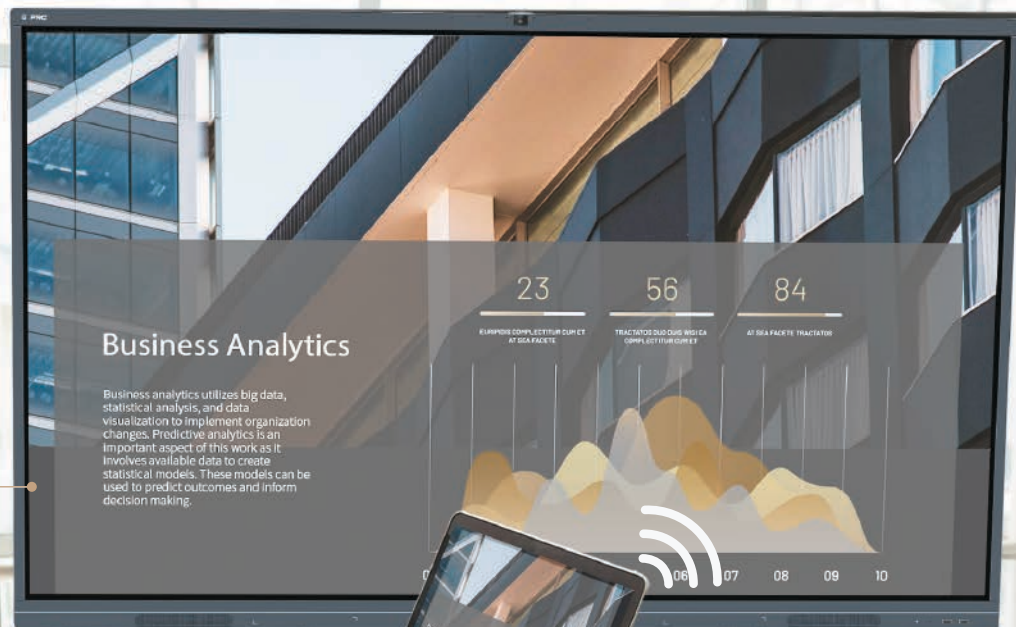 Business Analytics
Business analytics utilizes big data,
statistical analysis, and data
visualization to implement organization
changes. Predictive analytics is an
important aspect of this work as it
involves available data to create
statistical models. These models can be
used to predict outcomes and inform
decision making.
23
EURIPIDIS COMPLECTITUR CUM ET
AT SEA FACETE
56
TRACTATOS DUO CUIS WISI EA
COMPLECTITUR CUM ET
84
AT SEA FACETE TRACTATOS
06 07 08 09 10